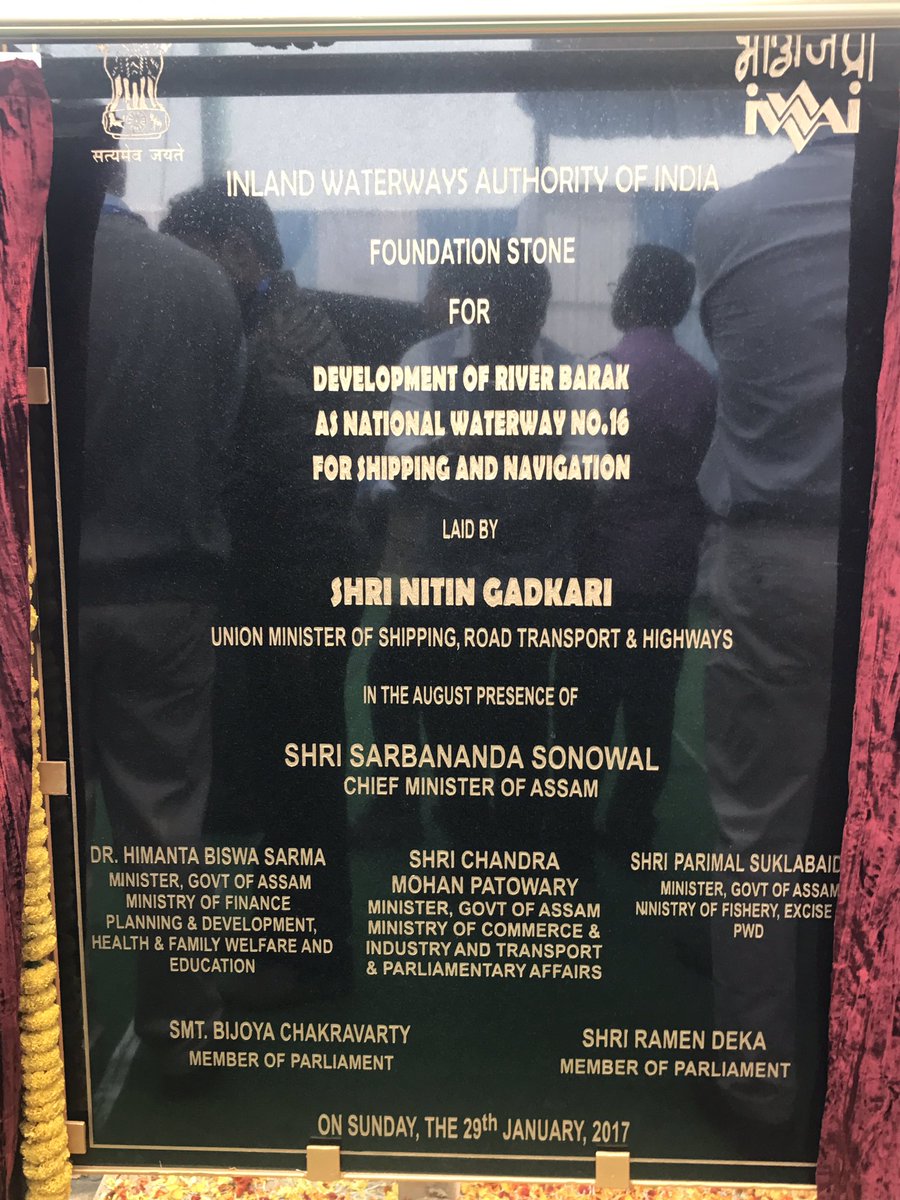 सत्यमेव जयते
भाअजप्रा
iwai
INLAND WATERWAYS AUTHORITY OF INDIA
FOUNDATION STONE
FOR
DEVELOPMENT OF RIVER BARAK
AS NATIONAL WATERWAY NO.16
FOR SHIPPING AND NAVIGATION
LAID BY
SHRI NITIN GADKARI
UNION MINISTER OF SHIPPING, ROAD TRANSPORT & HIGHWAYS
IN THE AUGUST PRESENCE OF
SHRI SARBANANDA SONOWAL
CHIEF MINISTER OF ASSAM
DR. HIMANTA BISWA SARMA
MINISTER, GOVT OF ASSAM
MINISTRY OF FINANCE
PLANNING & DEVELOPMENT,
HEALTH & FAMILY WELFARE AND
EDUCATION
SHRI CHANDRA
MOHAN PATOWARY
MINISTER, GOVT OF ASSAM
MINISTRY OF COMMERCE &
INDUSTRY AND TRANSPORT
& PARLIAMENTARY AFFAIRS
SHRI PARIMAL SUKLABAID
MINISTER, GOVT OF ASSAM
NINISTRY OF FISHERY, EXCISE
PWD
SMT. BIJOYA CHAKRAVARTY
MEMBER OF PARLIAMENT
SHRI RAMEN DEKA
MEMBER OF PARLIAMENT
ON SUNDAY, THE 29th JANUARY, 2017